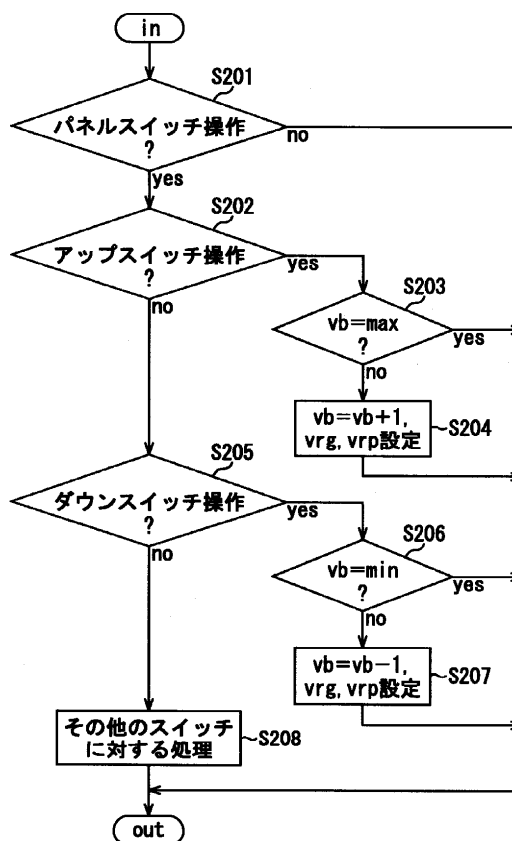 in
S201
パネルスイッチ操作
?
no
yes
S202
アップスイッチ操作
?
yes
no
S203
vb=max
?
yes
no
vb=vb+1,
vrg,vrp設定
S204
S205
ダウンスイッチ操作
?
yes
no
S206
vb=min
?
yes
no
vb=vb−1,
vrg,vrp設定
S207
その他のスイッチ
に対する処理
S208
out